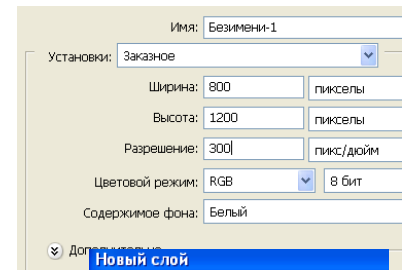 Имя: Безимени-1
Установки: Заказное
Ширина: 800 пикселы
Высота: 1200 пикселы
Разрешение: 300 пикс/дюйм
Цветовой режим: RGB 8 бит
Содержимое фона: Белый
Новый слой